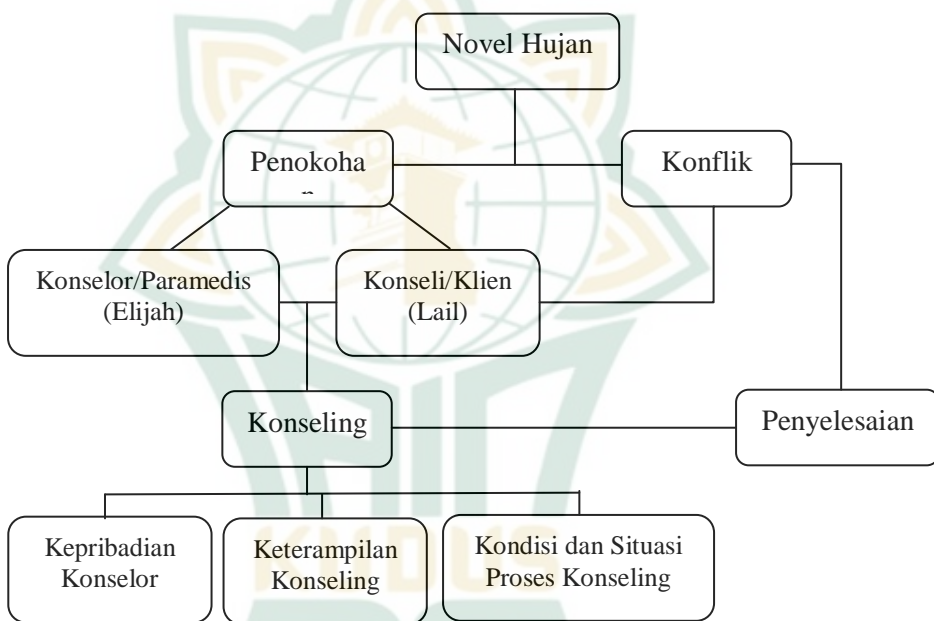 Novel Hujan
Penokoha
Konflik
Konselor/Paramedis
(Elijah)
Konseli/Klien
(Lail)
Konseling
Penyelesaian
Kepribadian
Konselor
Keterampilan
Konseling
Kondisi dan Situasi
Proses Konseling
KUDUS